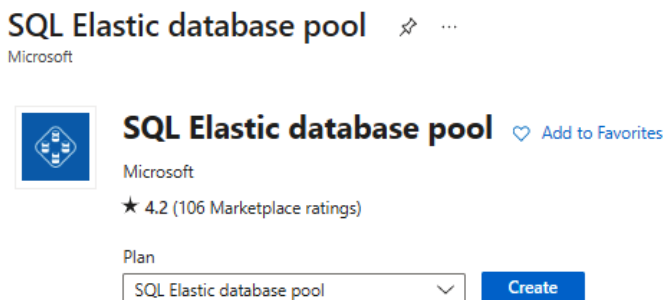 SQL Elastic database pool ...
Microsoft
SQL Elastic database pool Add to Favorites
Microsoft
4.2 (106 Marketplace ratings)
Plan
SQL Elastic database pool Create